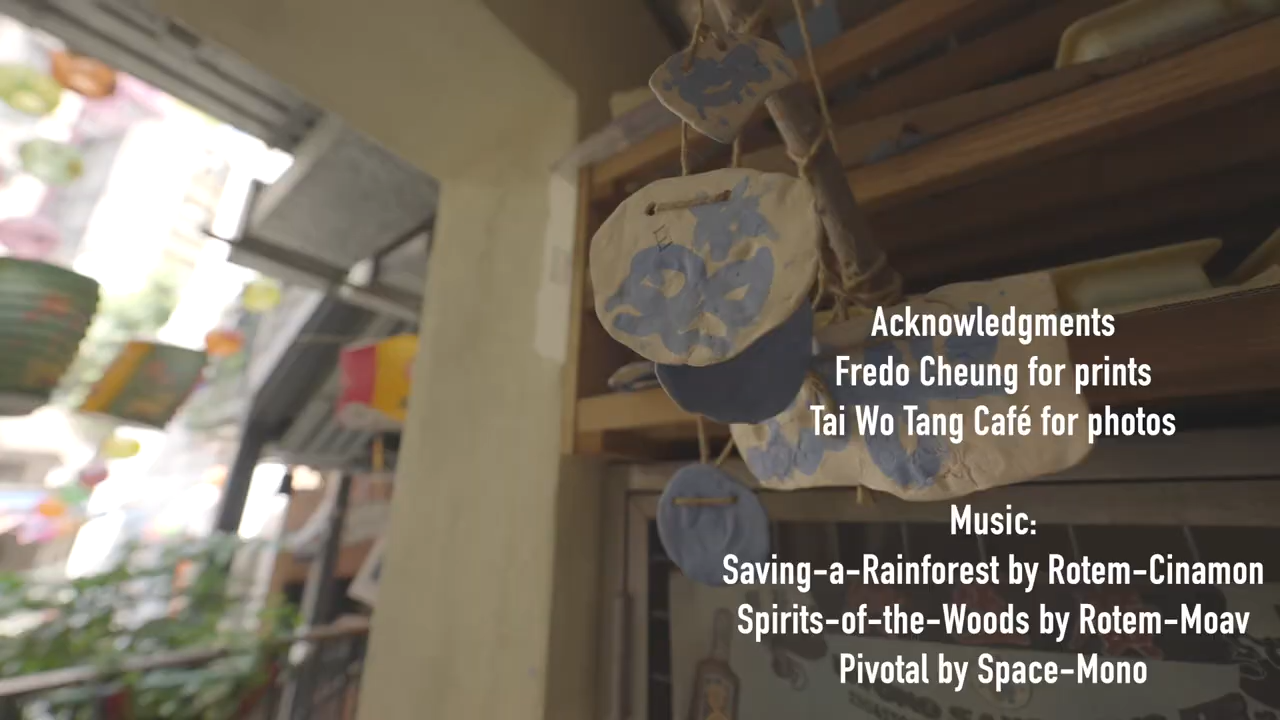 Acknowledgments
Fredo Cheung for prints
Tai Wo Tang Café for photos
Music:
Saving-a-Rainforest by Rotem-Cinamon
Spirits-of-the-Woods by Rotem-Moav
Pivotal by Space-Mono